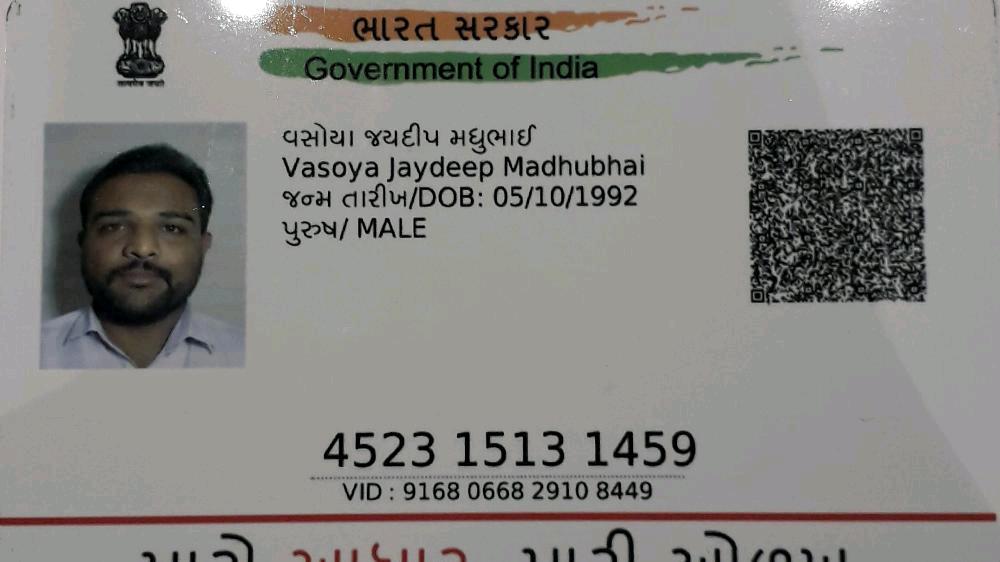 ભારત સરકાર
Government of India
વસોયા જયદીપ મધુભાઈ
Vasoya Jaydeep Madhubhai
જન્મ તારીખ/DOB: 05/10/1992
પુરુષ/ MALE
4523 1513 1459
VID : 9168 0668 2910 8449